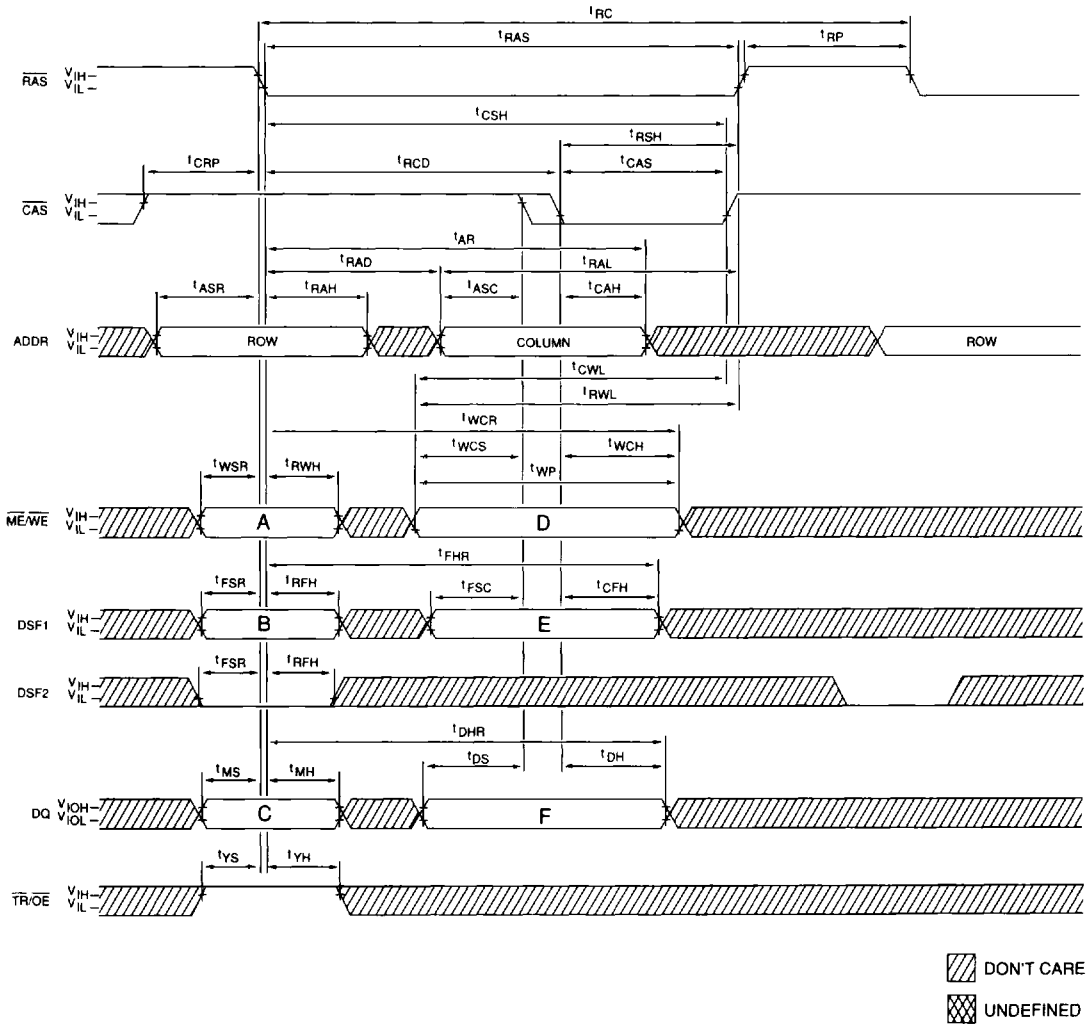 tRC
tRAS
tRP
RAS
VIH
VIL
tCSH
tRSH
tCRP
tRCD
tCAS
CAS
VIH
VIL
tAR
tRAD
tRAL
tASR
tRAH
tASC
tCAH
ADDR
VIH
VIL
ROW
COLUMN
ROW
tCWL
tRWL
tWCR
tWCS
tWCH
tWSR
tRWH
tWP
ME/WE
VIH
VIL
A
D
tFHR
tFSR
tRFH
tFSC
tCFH
DSF1
VIH
VIL
B
E
tFSR
tRFH
DSF2
VIH
VIL
tDHR
tDS
tDH
tMS
tMH
DQ
VIOH
VIOL
C
F
tYS
tYH
TR/OE
VIH
VIL
DON'T CARE
UNDEFINED